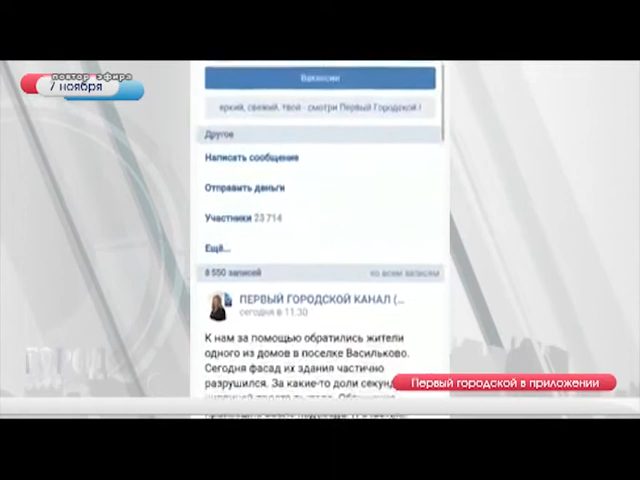 повтор эфира
7 ноября
Вакансии
яркий, свежий, твой - смотри Первый Городской !
Другое
Написать сообщение
Отправить деньги
Участники 23 714
Ещё...
8 550 записей
ко всем записям
ПЕРВЫЙ ГОРОДСКОЙ КАНАЛ (...
сегодня в 11:30
К нам за помощью обратились жители
одного из домов в поселке Васильково.
Сегодня фасад их здания частично
разрушился. За какие-то доли секунд
Первый городской в приложении
ГОРОД